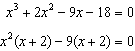 x³ + 2x² − 9x − 18 = 0
x²(x + 2) − 9(x + 2) = 0